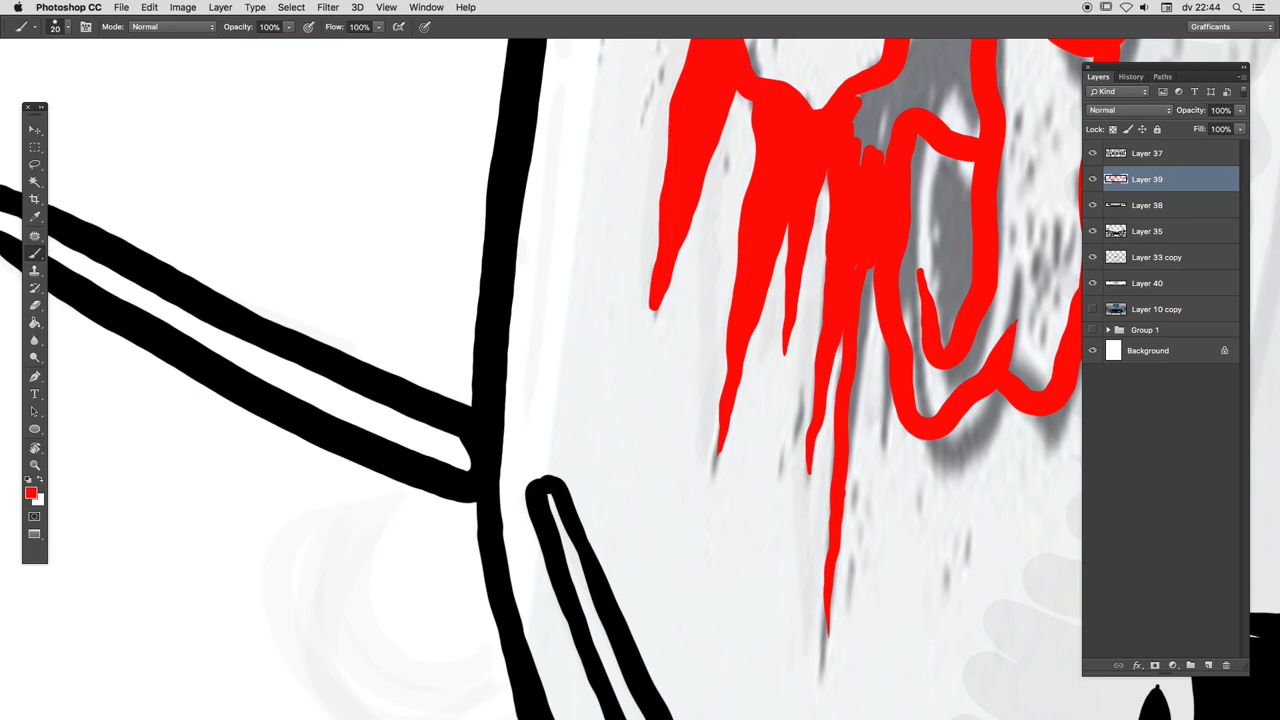 Photoshop CC File Edit Image Layer Type Select Filter 3D View Window Help dv 22:44
20 Mode: Normal Opacity: 100% Flow: 100% Grafficants
Layers History Paths
Kind
Normal Opacity: 100%
Lock: Fill: 100%
Layer 37
Layer 39
Layer 38
Layer 35
Layer 33 copy
Layer 40
Layer 10 copy
Group 1
Background
fx